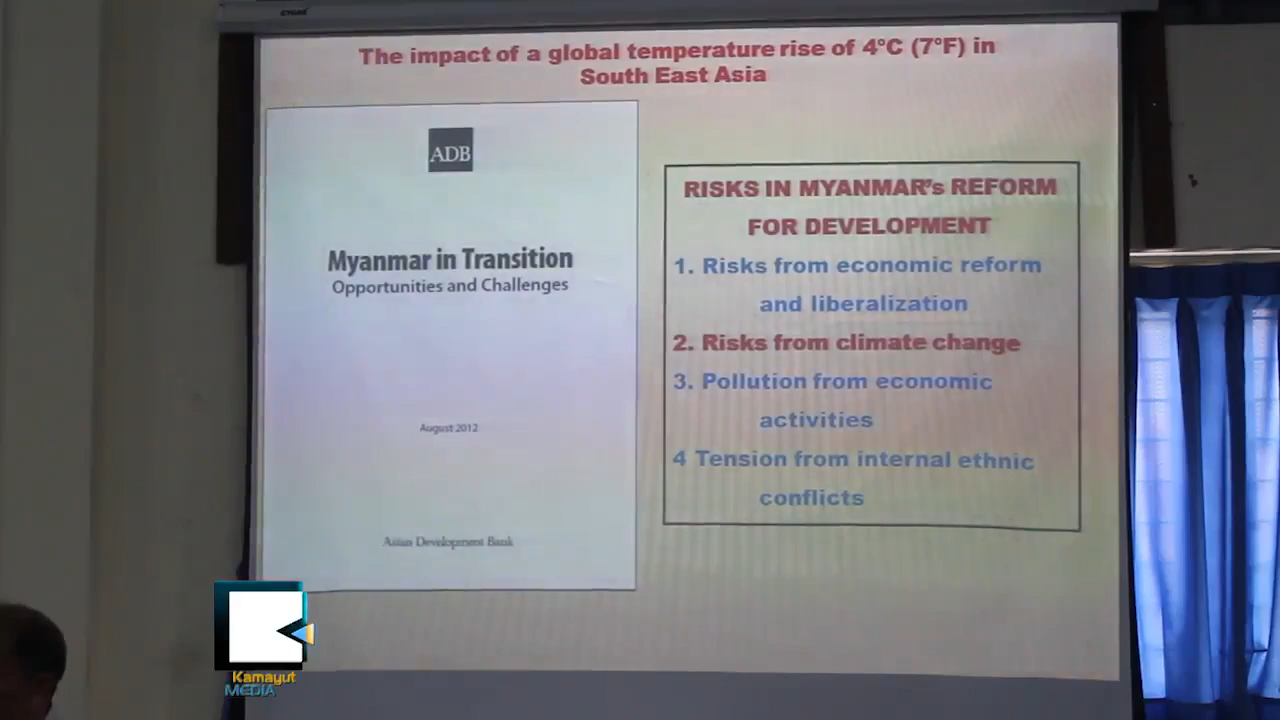 The impact of a global temperature rise of 4°C (7°F) in
South East Asia
ADB
Myanmar in Transition
Opportunities and Challenges
August 2012
Asian Development Bank
RISKS IN MYANMAR's REFORM
FOR DEVELOPMENT
1. Risks from economic reform
and liberalization
2. Risks from climate change
3. Pollution from economic
activities
4 Tension from internal ethnic
conflicts
Kamayut
MEDIA